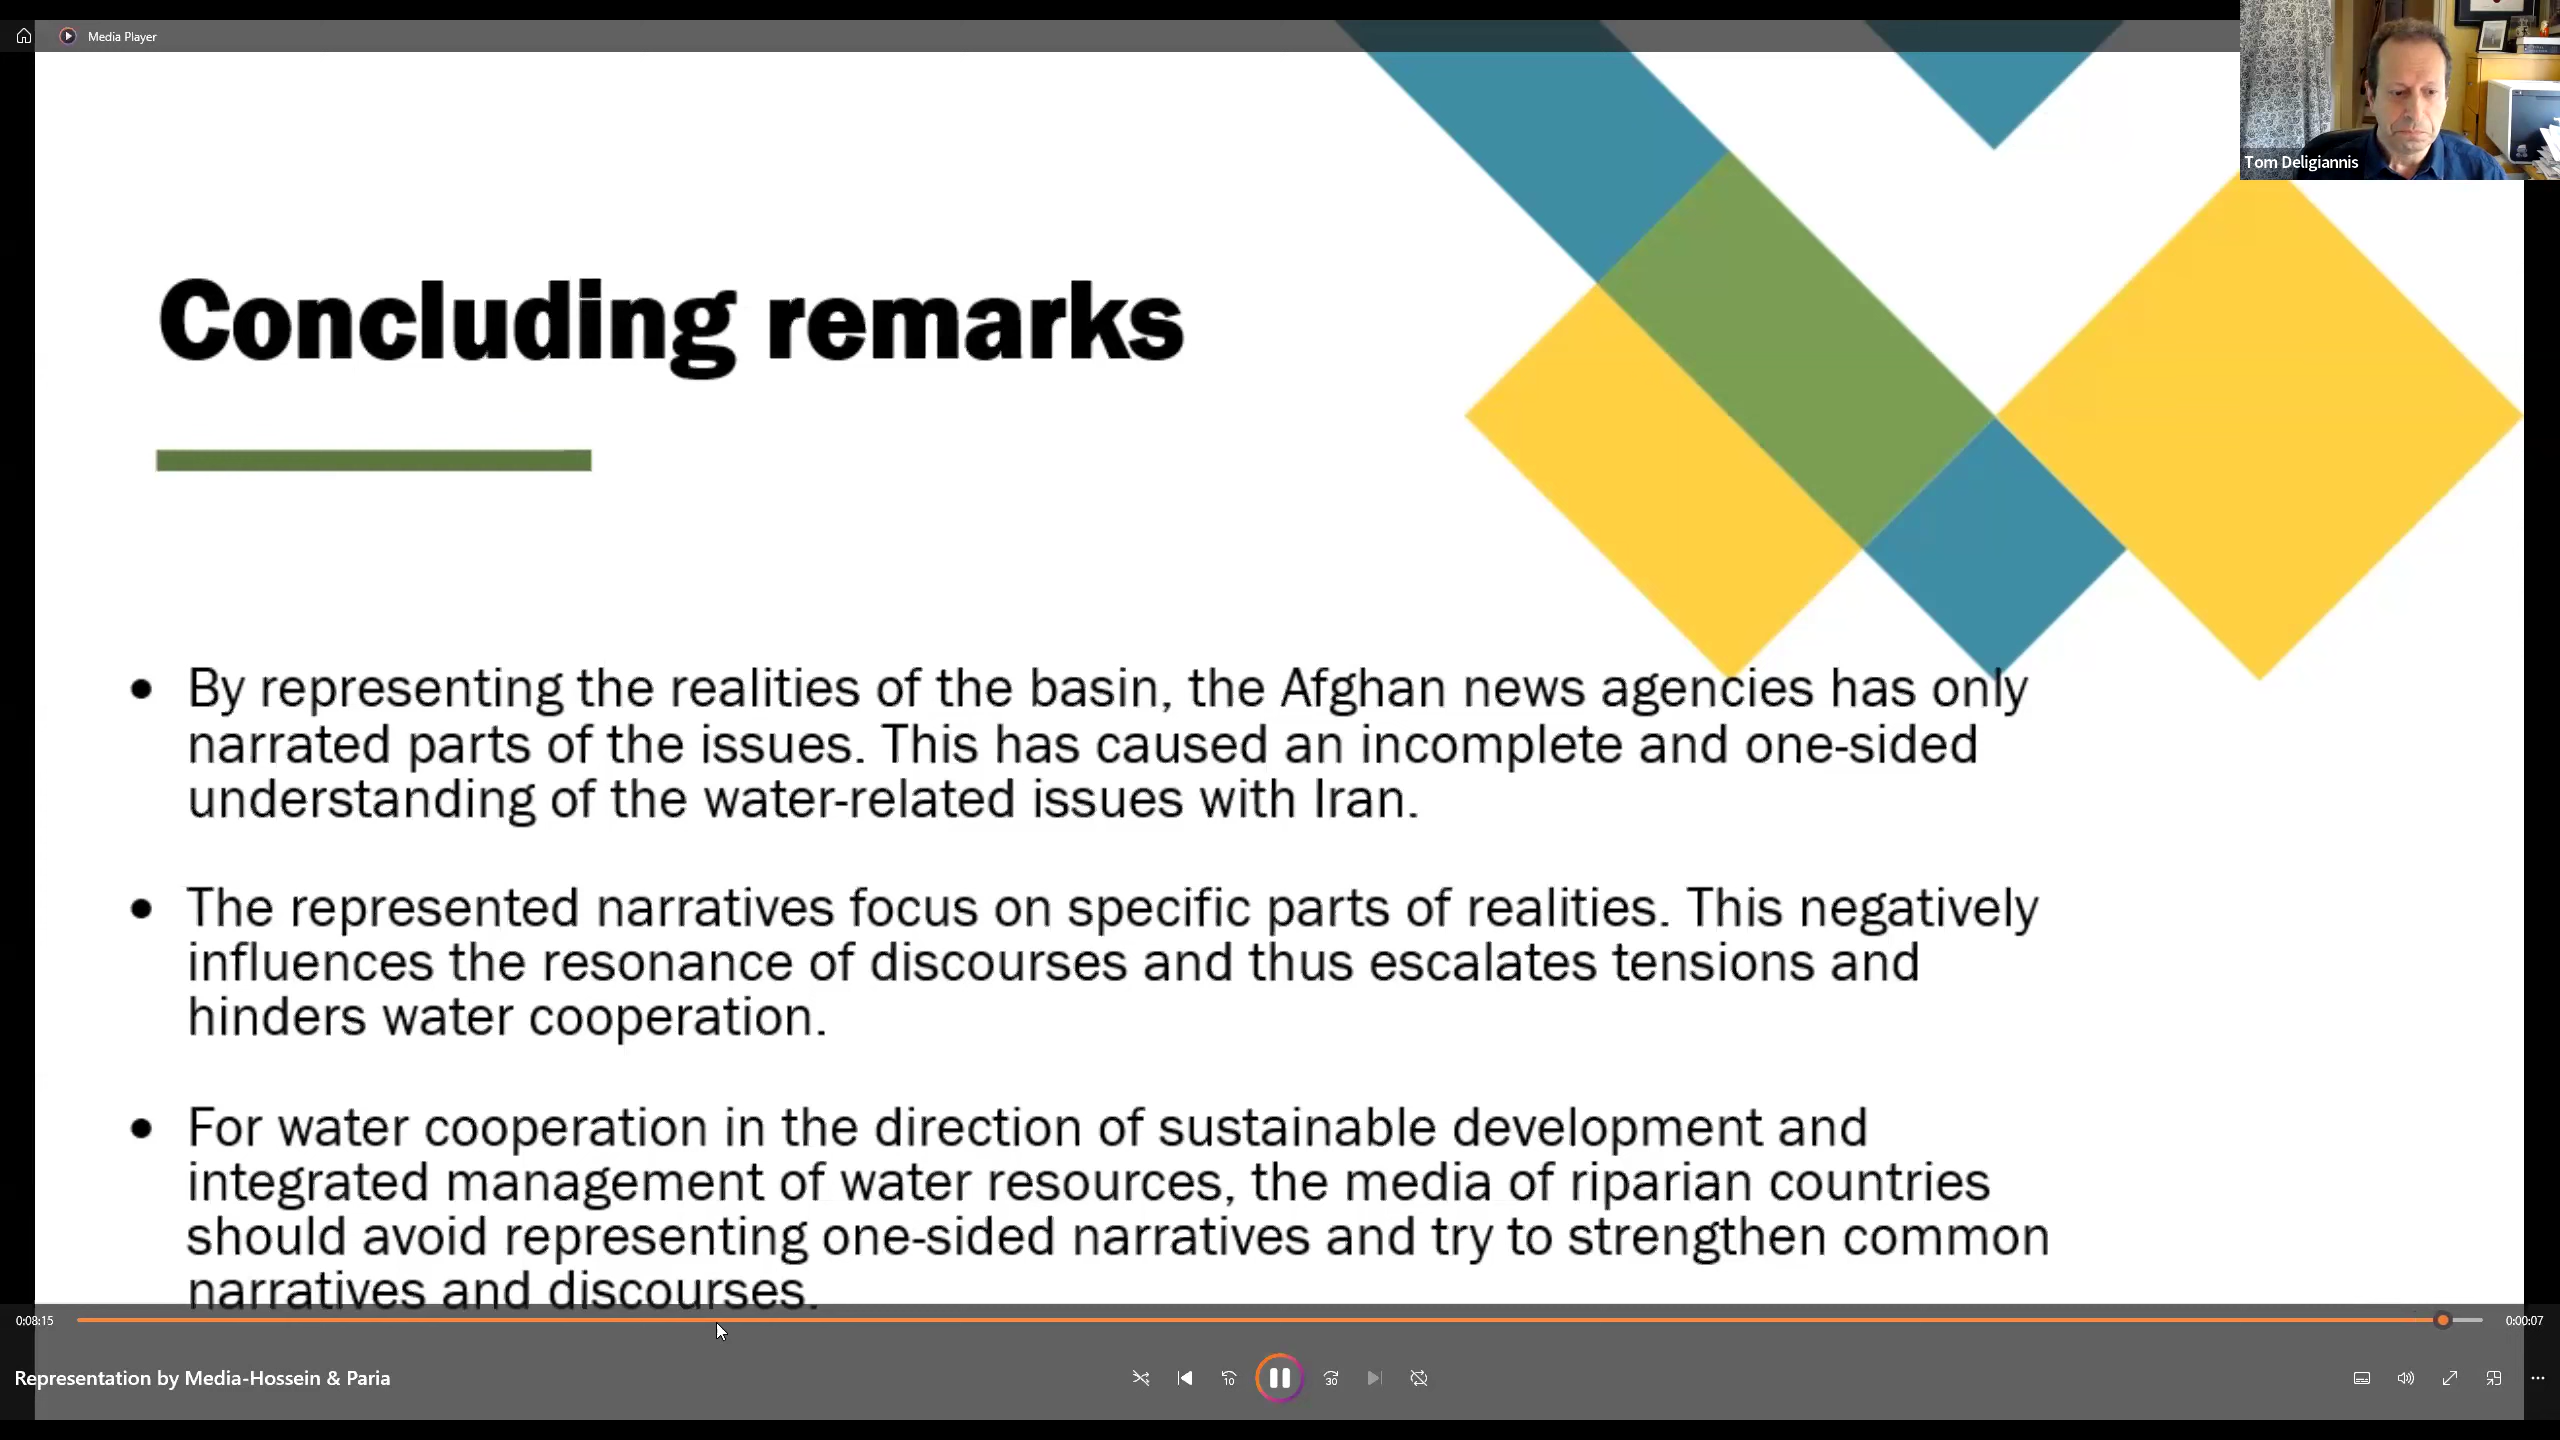 Media Player
Tom Deligiannis
Concluding remarks
• By representing the realities of the basin, the Afghan news agencies has only
narrated parts of the issues. This has caused an incomplete and one-sided
understanding of the water-related issues with Iran.
• The represented narratives focus on specific parts of realities. This negatively
influences the resonance of discourses and thus escalates tensions and
hinders water cooperation.
• For water cooperation in the direction of sustainable development and
integrated management of water resources, the media of riparian countries
should avoid representing one-sided narratives and try to strengthen common
narratives and discourses.
0:08:15
0:00:07
Representation by Media-Hossein & Paria
10
30